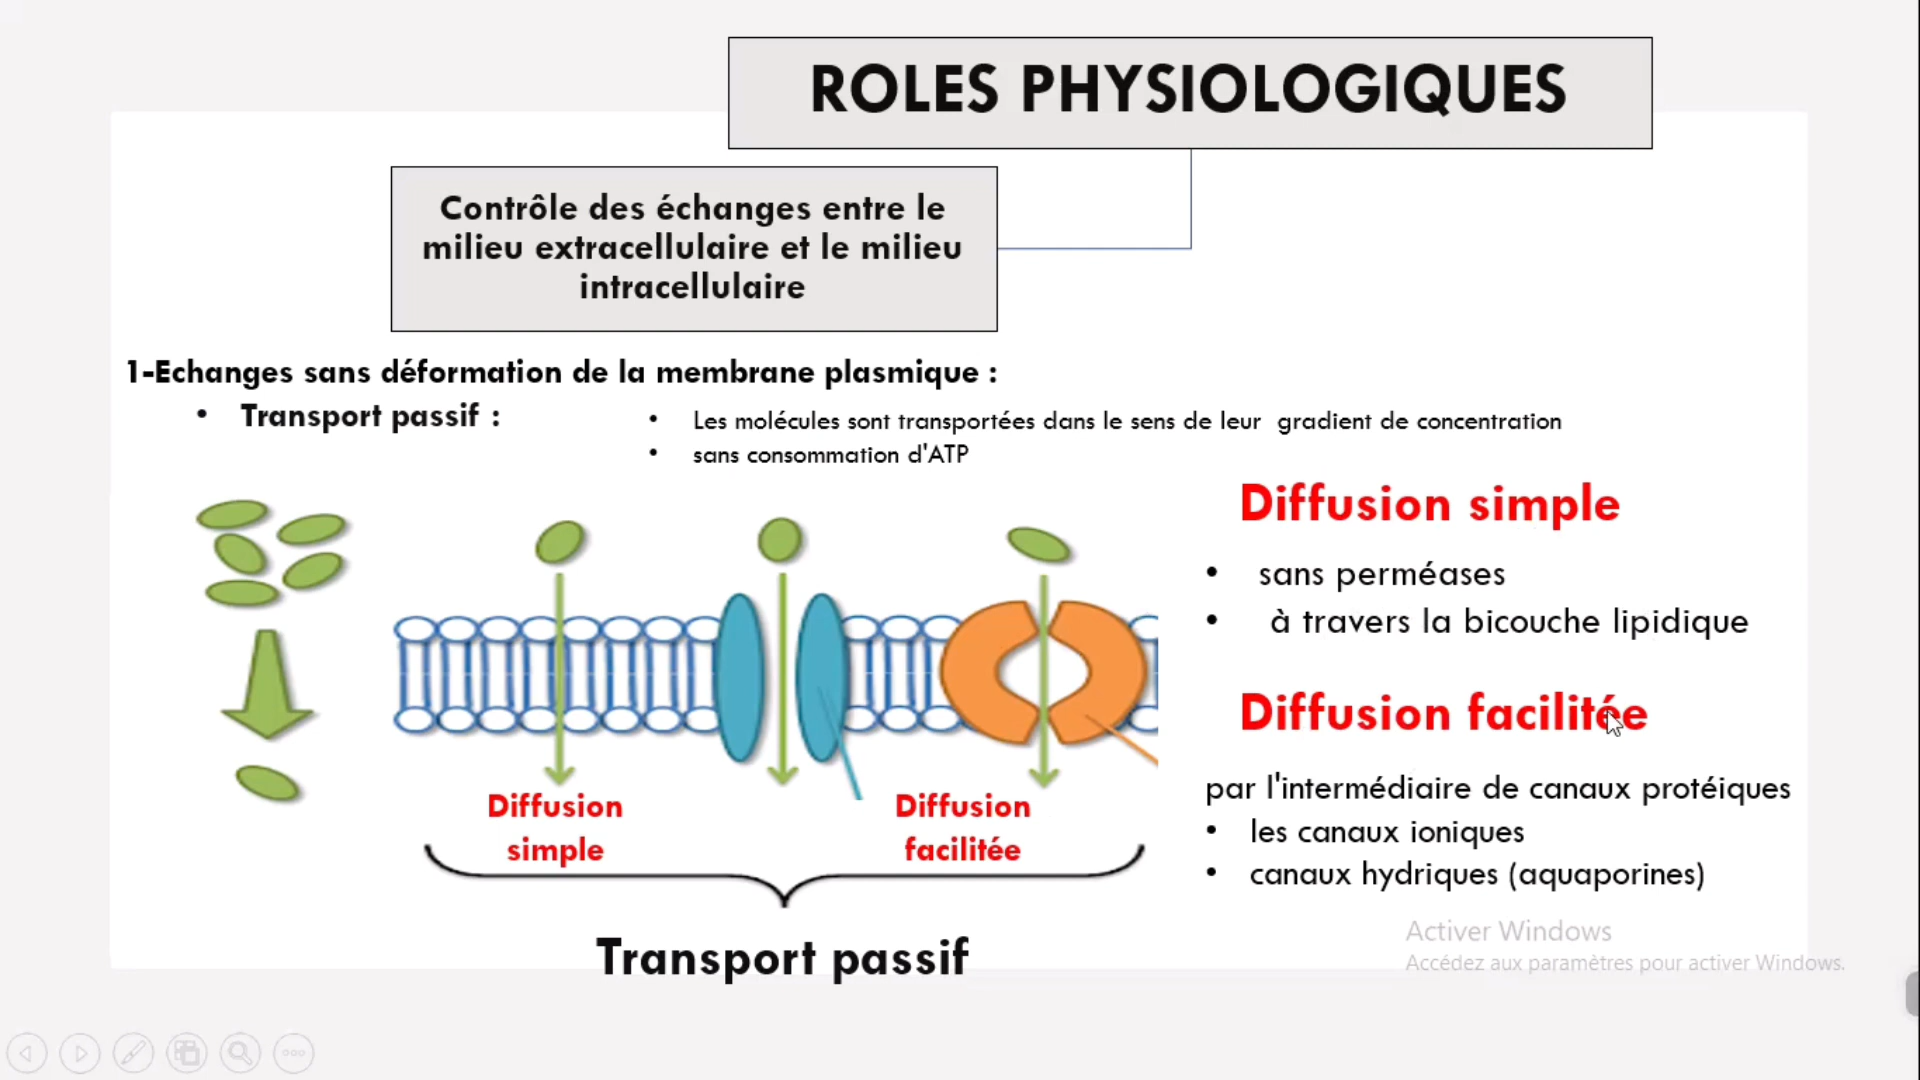 ROLES PHYSIOLOGIQUES
Contrôle des échanges entre le
milieu extracellulaire et le milieu
intracellulaire
1-Echanges sans déformation de la membrane plasmique :
• Transport passif :
• Les molécules sont transportées dans le sens de leur gradient de concentration
• sans consommation d'ATP
Diffusion simple
• sans perméases
• à travers la bicouche lipidique
Diffusion facilitée
par l'intermédiaire de canaux protéiques
• les canaux ioniques
• canaux hydriques (aquaporines)
Diffusion
simple
Diffusion
facilitée
Transport passif
Activer Windows
Accédez aux paramètres pour activer Windows.